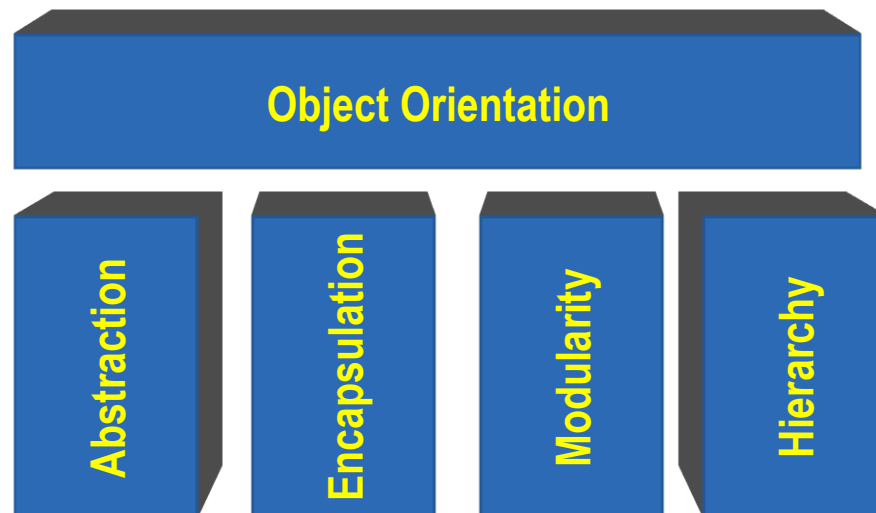 Object Orientation
Abstraction
Encapsulation
Modularity
Hierarchy